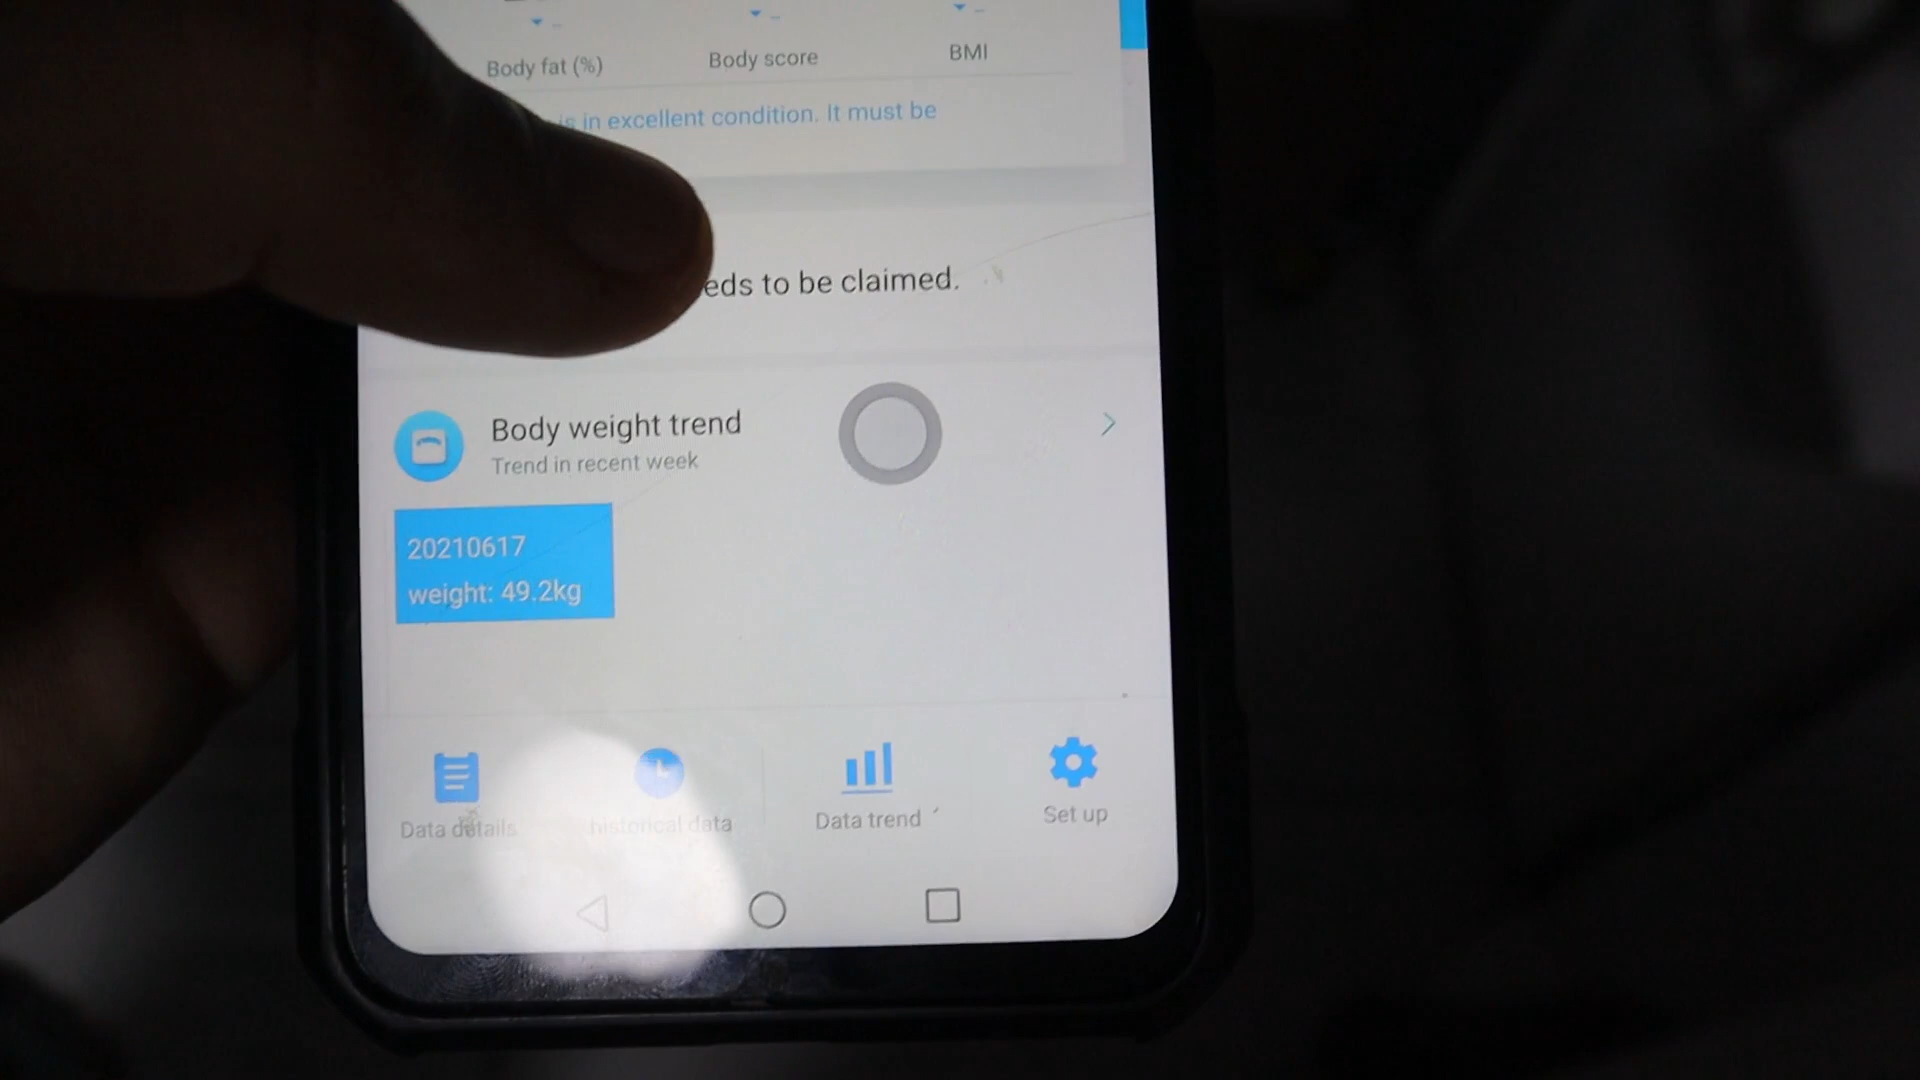 Body fat (%) Body score BMI
is in excellent condition. It must be
eds to be claimed.
Body weight trend
Trend in recent week
20210617
weight: 49.2kg
Data details historical data Data trend Set up